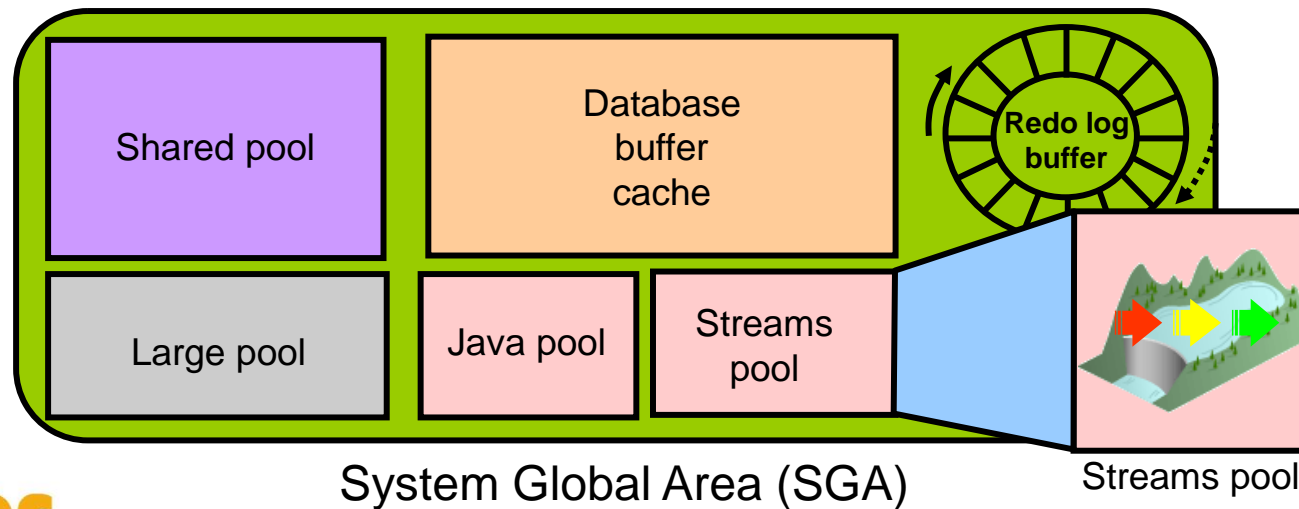 Shared pool
Database
buffer
cache
Redo log
buffer
Large pool
Java pool
Streams
pool
System Global Area (SGA)
Streams pool